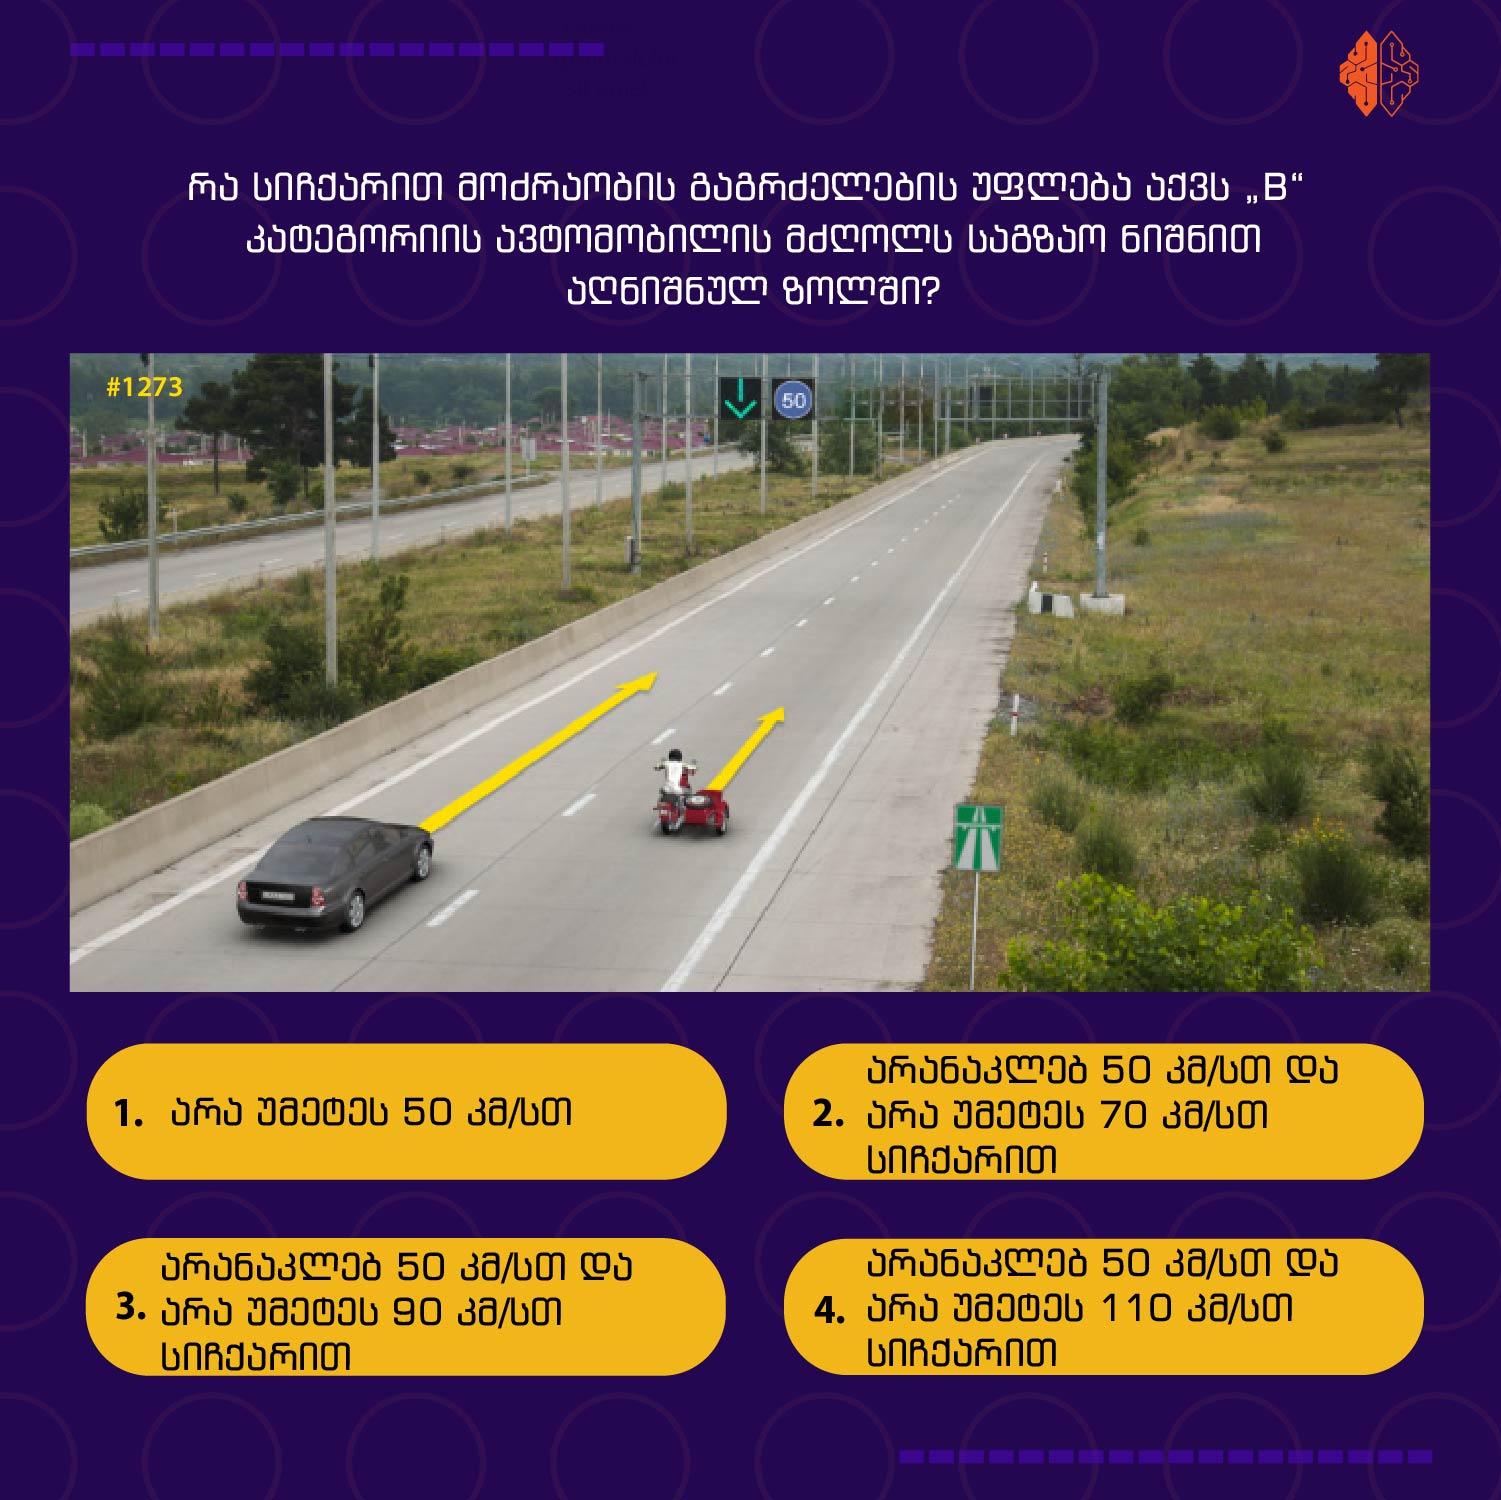 რა სიჩქარით მოძრაობის გაგრძელების უფლება აქვს „B“
კატეგორიის ავტომობილის მძღოლს საგზაო ნიშნით
აღნიშნულ ზოლში?
#1273
50
1. არა უმეტეს 50 კმ/სთ
2. არანაკლებ 50 კმ/სთ და
არა უმეტეს 70 კმ/სთ
სიჩქარით
3. არანაკლებ 50 კმ/სთ და
არა უმეტეს 90 კმ/სთ
სიჩქარით
4. არანაკლებ 50 კმ/სთ და
არა უმეტეს 110 კმ/სთ
სიჩქარით